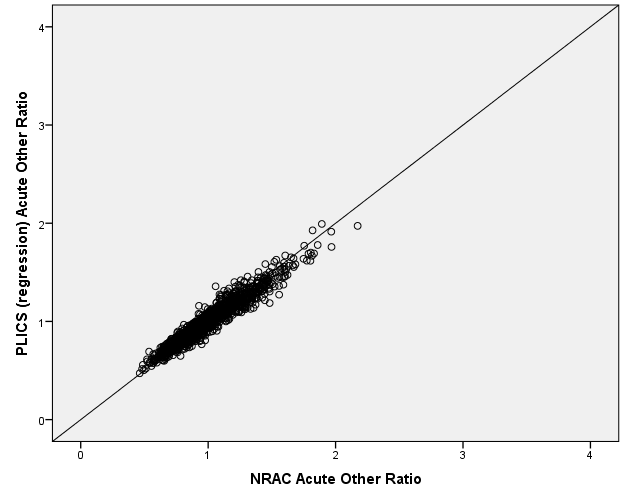 PLICS (regression) Acute Other Ratio
4
3
2
1
0
0 1 2 3 4
NRAC Acute Other Ratio